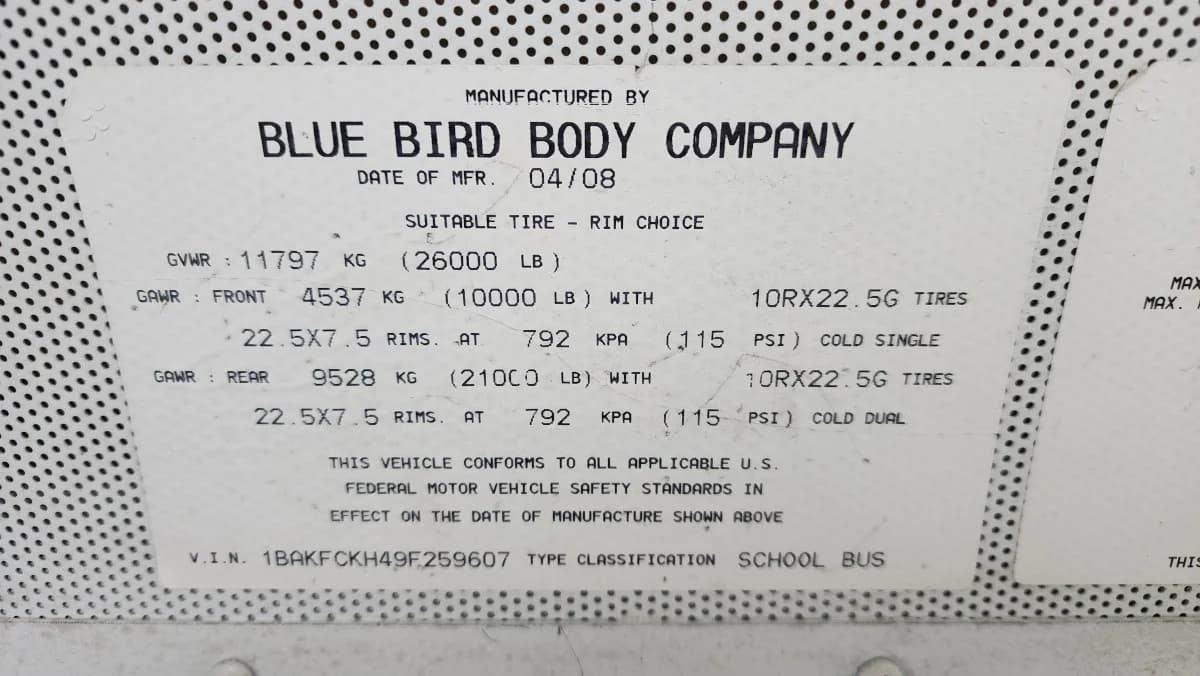 MANUFACTURED BY
BLUE BIRD BODY COMPANY
DATE OF MFR. 04/08
SUITABLE TIRE - RIM CHOICE
GVWR : 11797 KG (26000 LB)
GAWR : FRONT 4537 KG (10000 LB) WITH 10RX22.5G TIRES
22.5X7.5 RIMS. AT 792 KPA (115 PSI) COLD SINGLE
GAWR : REAR 9528 KG (21000 LB) WITH 10RX22.5G TIRES
22.5X7.5 RIMS. AT 792 KPA (115 PSI) COLD DUAL
THIS VEHICLE CONFORMS TO ALL APPLICABLE U.S.
FEDERAL MOTOR VEHICLE SAFETY STANDARDS IN
EFFECT ON THE DATE OF MANUFACTURE SHOWN ABOVE
V.I.N. 1BAKFCKH49F259607 TYPE CLASSIFICATION SCHOOL BUS
MAX
MAX.
THIS